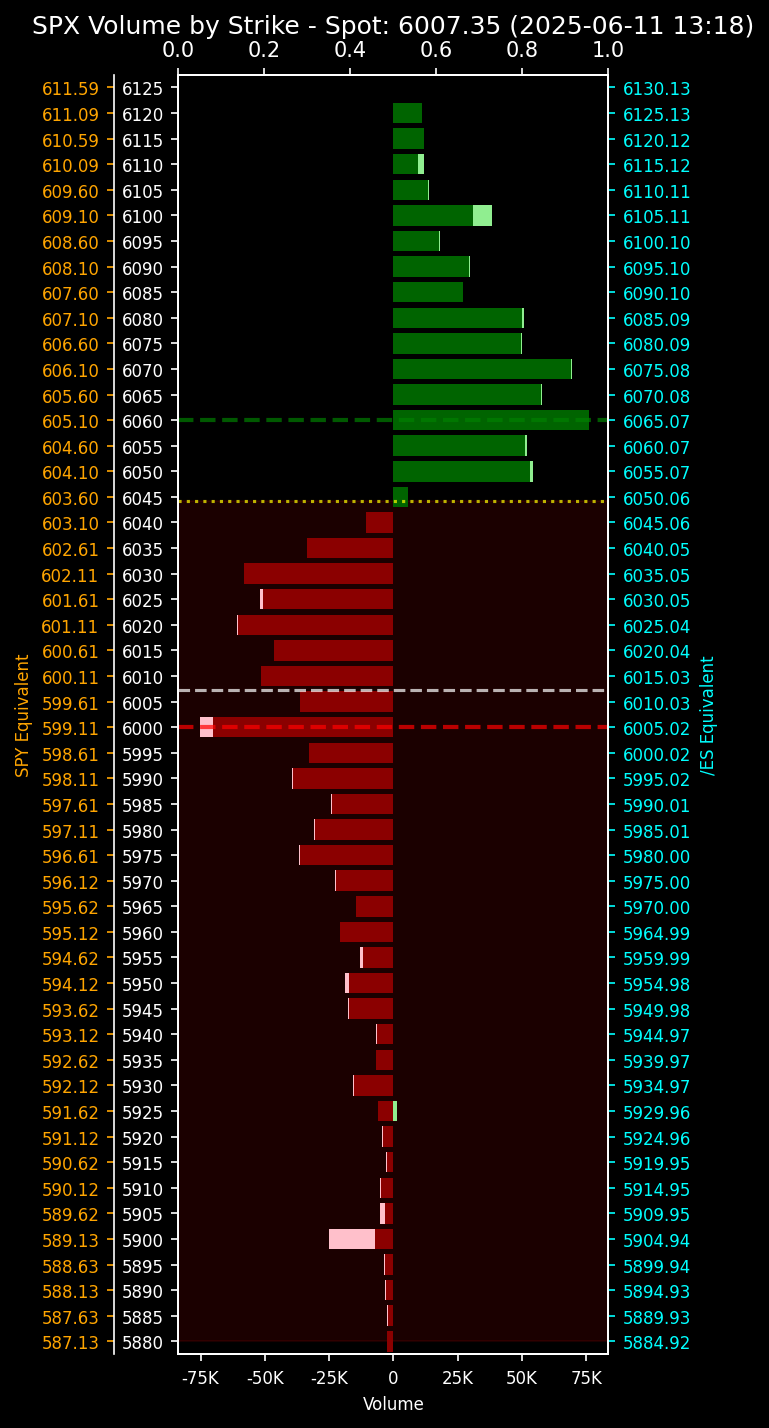 SPX Volume by Strike - Spot: 6007.35 (2025-06-11 13:18)
0.0 0.2 0.4 0.6 0.8 1.0
611.59 6125 6130.13
611.09 6120 6125.13
610.59 6115 6120.12
610.09 6110 6115.12
609.60 6105 6110.11
609.10 6100 6105.11
608.60 6095 6100.10
608.10 6090 6095.10
607.60 6085 6090.10
607.10 6080 6085.09
606.60 6075 6080.09
606.10 6070 6075.08
605.60 6065 6070.08
605.10 6060 6065.07
604.60 6055 6060.07
604.10 6050 6055.07
603.60 6045 6050.06
603.10 6040 6045.06
602.61 6035 6040.05
602.11 6030 6035.05
601.61 6025 6030.05
601.11 6020 6025.04
600.61 6015 6020.04
600.11 6010 6015.03
599.61 6005 6010.03
599.11 6000 6005.02
598.61 5995 6000.02
598.11 5990 5995.02
597.61 5985 5990.01
597.11 5980 5985.01
596.61 5975 5980.00
596.12 5970 5975.00
595.62 5965 5970.00
595.12 5960 5964.99
594.62 5955 5959.99
594.12 5950 5954.98
593.62 5945 5949.98
593.12 5940 5944.97
592.62 5935 5939.97
592.12 5930 5934.97
591.62 5925 5929.96
591.12 5920 5924.96
590.62 5915 5919.95
590.12 5910 5914.95
589.62 5905 5909.95
589.13 5900 5904.94
588.63 5895 5899.94
588.13 5890 5894.93
587.63 5885 5889.93
587.13 5880 5884.92
SPY Equivalent
/ES Equivalent
-75K -50K -25K 0 25K 50K 75K
Volume